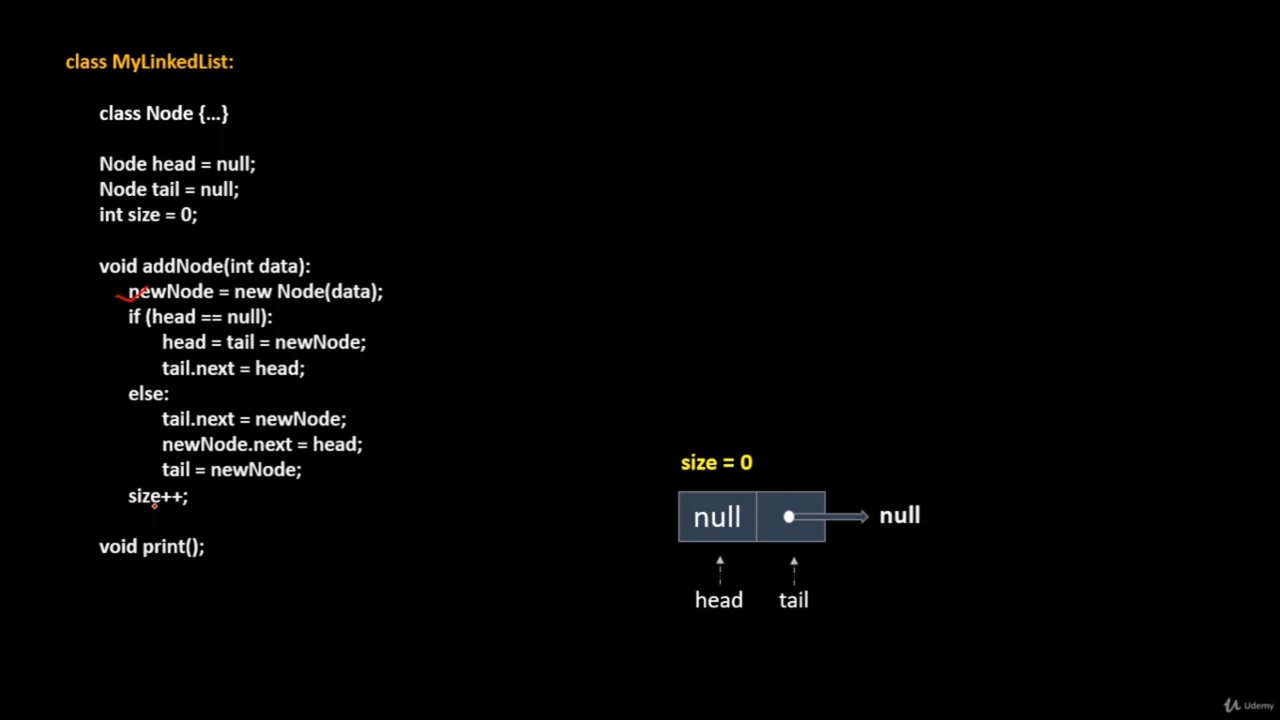 class MyLinkedList:
class Node {...}
Node head = null;
Node tail = null;
int size = 0;
void addNode(int data):
newNode = new Node(data);
if (head == null):
head = tail = newNode;
tail.next = head;
else:
tail.next = newNode;
newNode.next = head;
tail = newNode;
size++;
void print();
size = 0
null
null
head
tail
Udemy